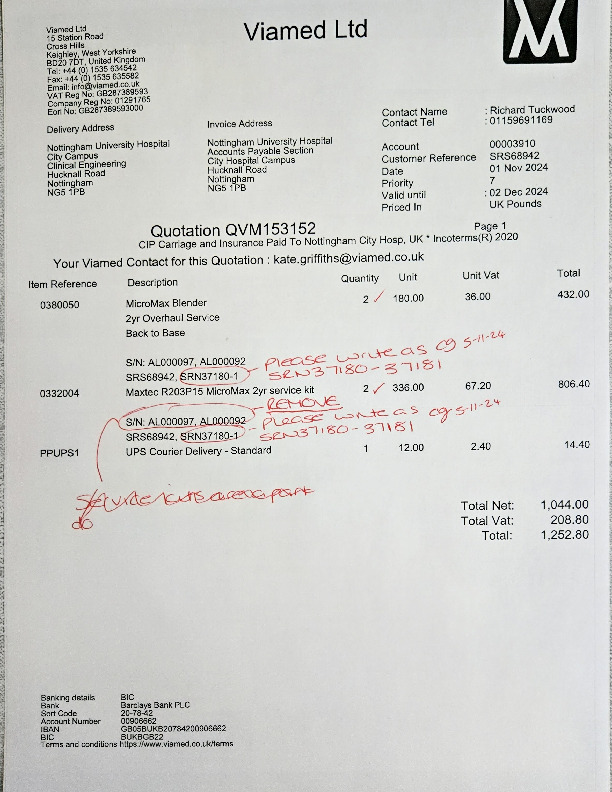 Viamed Ltd
15 Station Road
Cross Hills
Keighley, West Yorkshire
BD20 7DT, United Kingdom
Tel: +44 (0) 1535 634542
Fax: +44 (0) 1535 635582
Email: info@viamed.co.uk
VAT Reg No: GB287389593
Company Reg No: 01291765
Eori No: GB287389593000
Viamed Ltd
Contact Name : Richard Tuckwood
Contact Tel : 01159691169
Delivery Address
Nottingham University Hospital
City Campus
Clinical Engineering
Hucknall Road
Nottingham
NG5 1PB
Invoice Address
Nottingham University Hospital
Accounts Payable Section
City Hospital Campus
Hucknall Road
Nottingham
NG5 1PB
Account 00003910
Customer Reference SRS68942
Date 01 Nov 2024
Priority 7
Valid until : 02 Dec 2024
Priced In UK Pounds
Quotation QVM153152 Page 1
CIP Carriage and Insurance Paid To Nottingham City Hosp, UK * Incoterms(R) 2020
Your Viamed Contact for this Quotation : kate.griffiths@viamed.co.uk
Item Reference Description Quantity Unit Unit Vat Total
0380050 MicroMax Blender 2 ✓ 180.00 36.00 432.00
2yr Overhaul Service
Back to Base
S/N: AL000097, AL000092 - Please write as cg 5-11-24
SRS68942, SRN37180-1 SRN37180-37181
0332004 Maxtec R203P15 MicroMax 2yr service kit 2 ✓ 336.00 67.20 806.40
- REMOVE
S/N: AL000097, AL000092 - Please write as cg 5-11-24
SRS68942, SRN37180-1 SRN37180-37181
PPUPS1 UPS Courier Delivery - Standard 1 12.00 2.40 14.40
do
Total Net: 1,044.00
Total Vat: 208.80
Total: 1,252.80
Banking details BIC
Bank Barclays Bank PLC
Sort Code 20-78-42
Account Number 00906662
IBAN GB05BUKB20784200906662
BIC BUKBGB22
Terms and conditions https://www.viamed.co.uk/terms